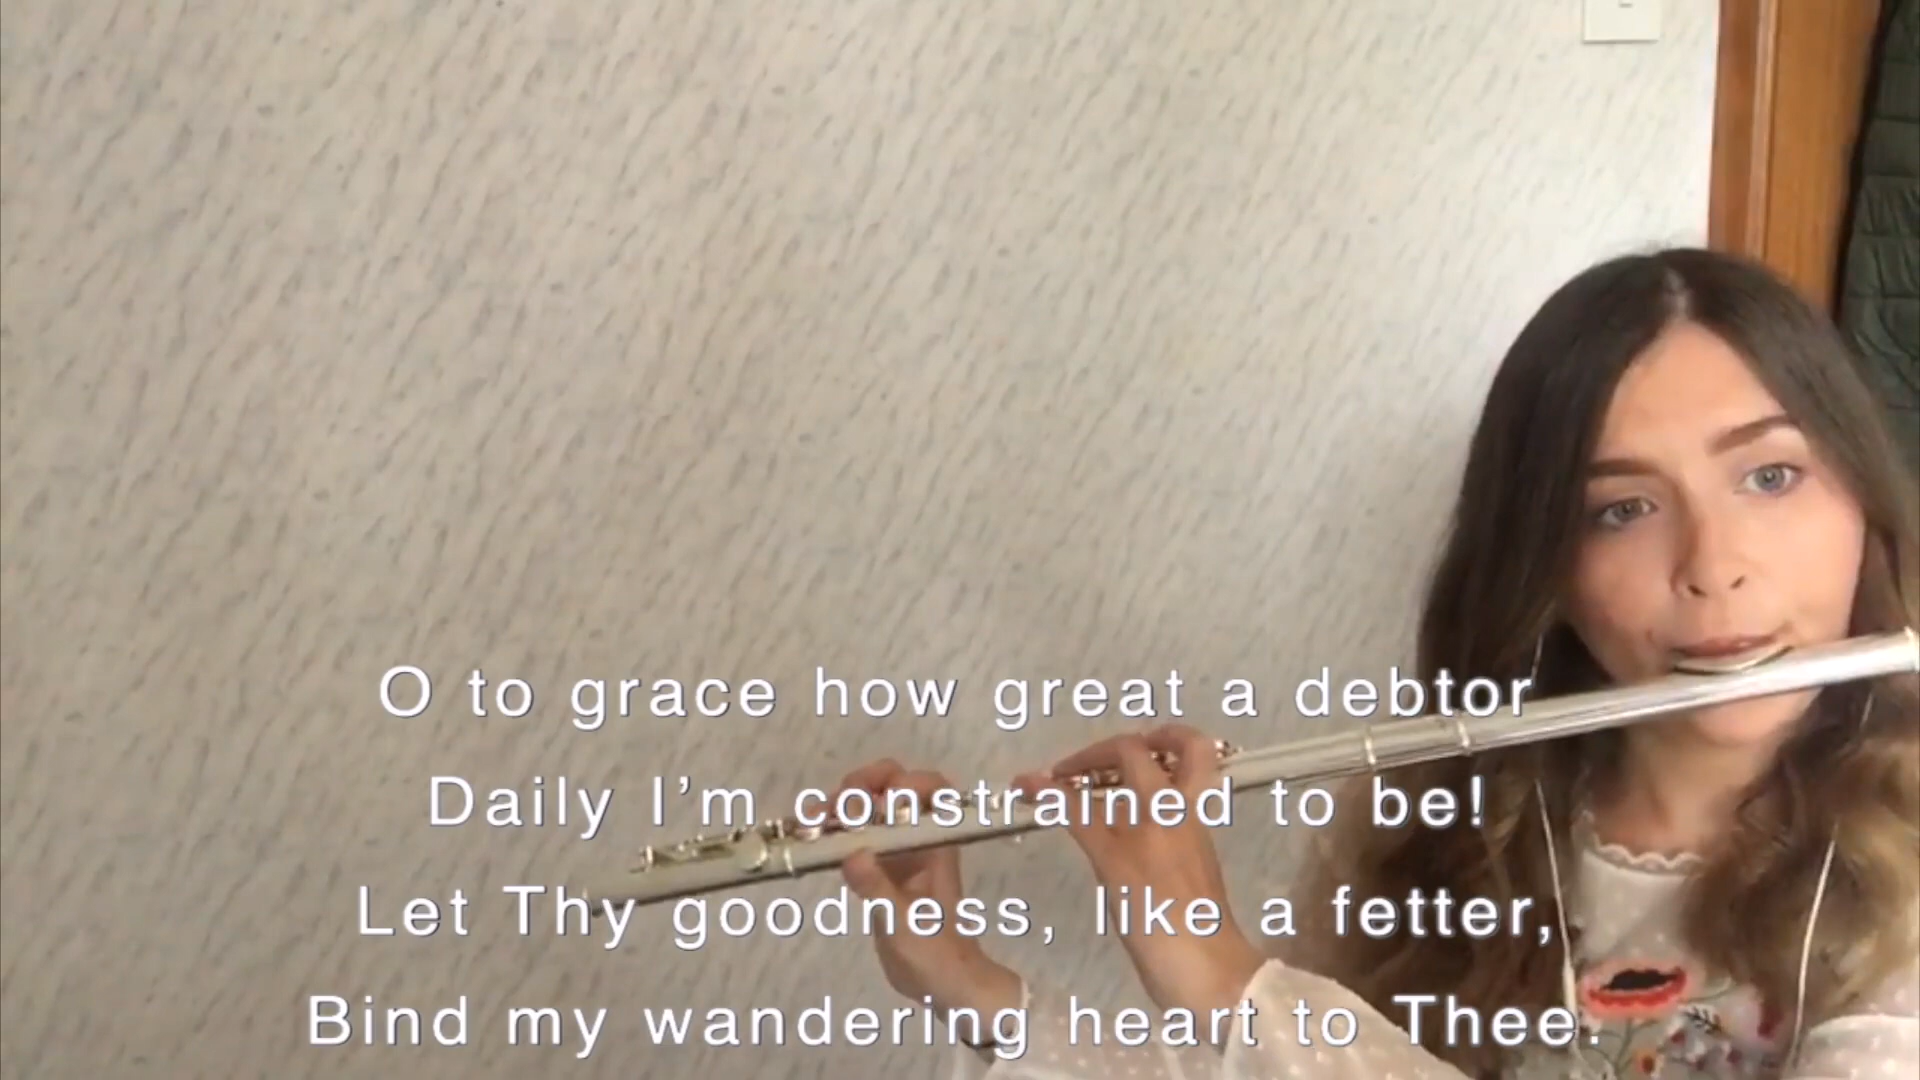 O to grace how great a debtor
Daily I’m constrained to be!
Let Thy goodness, like a fetter,
Bind my wandering heart to Thee.